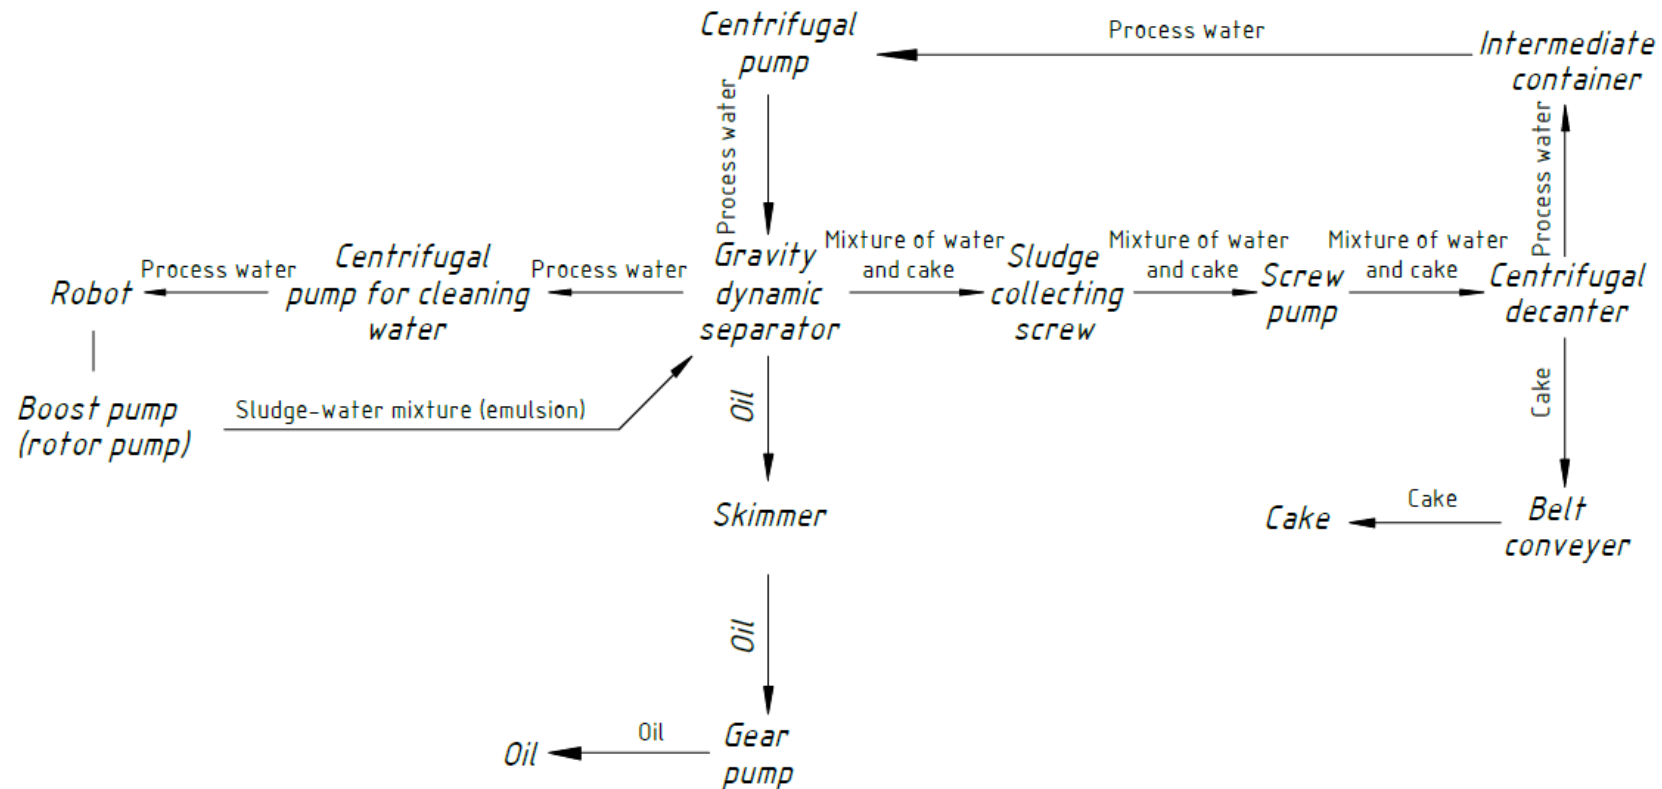 Centrifugal
pump
Process water
Intermediate
container
Process water
Process water
Robot
Process water
Centrifugal
pump for cleaning
water
Process water
Gravity
dynamic
separator
Mixture of water
and cake
Sludge
collecting
screw
Mixture of water
and cake
Screw
pump
Mixture of water
and cake
Centrifugal
decanter
Boost pump
(rotor pump)
Sludge-water mixture (emulsion)
Oil
Cake
Skimmer
Cake
Cake
Belt
conveyer
Oil
Oil
Oil
Gear
pump